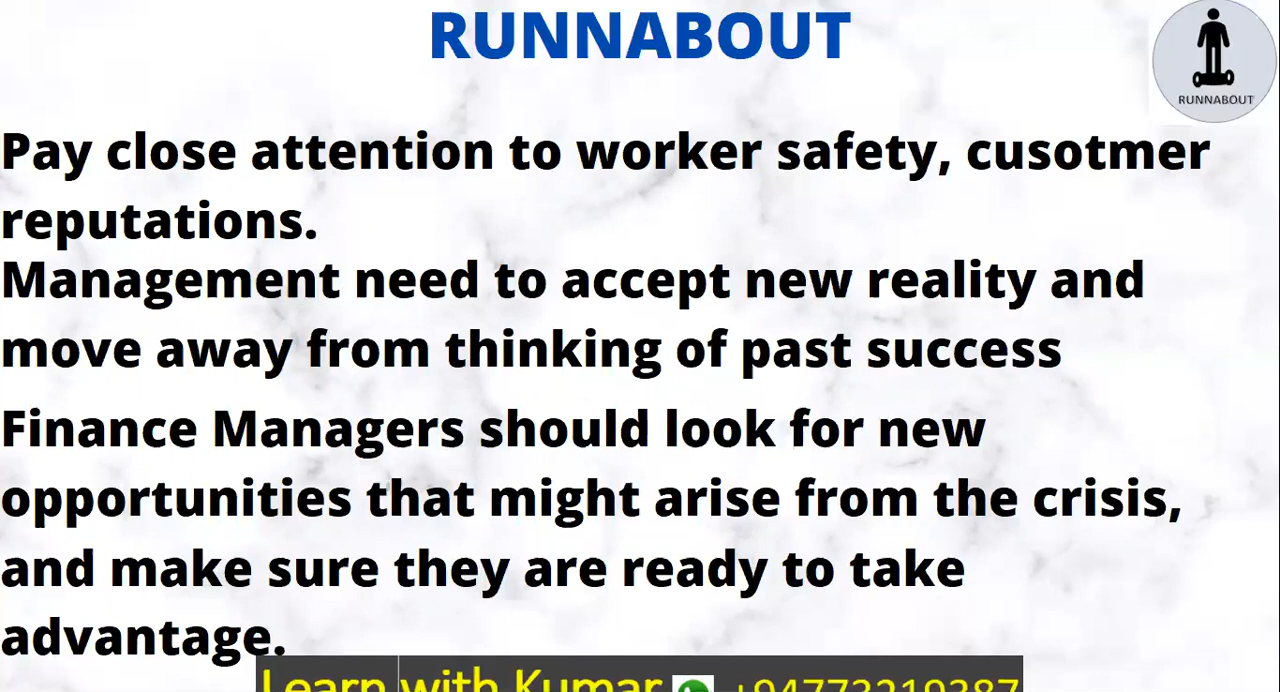 RUNNABOUT
RUNNABOUT
Pay close attention to worker safety, cusotmer
reputations.
Management need to accept new reality and
move away from thinking of past success
Finance Managers should look for new
opportunities that might arise from the crisis,
and make sure they are ready to take
advantage.
Learn with Kumar +94773219387